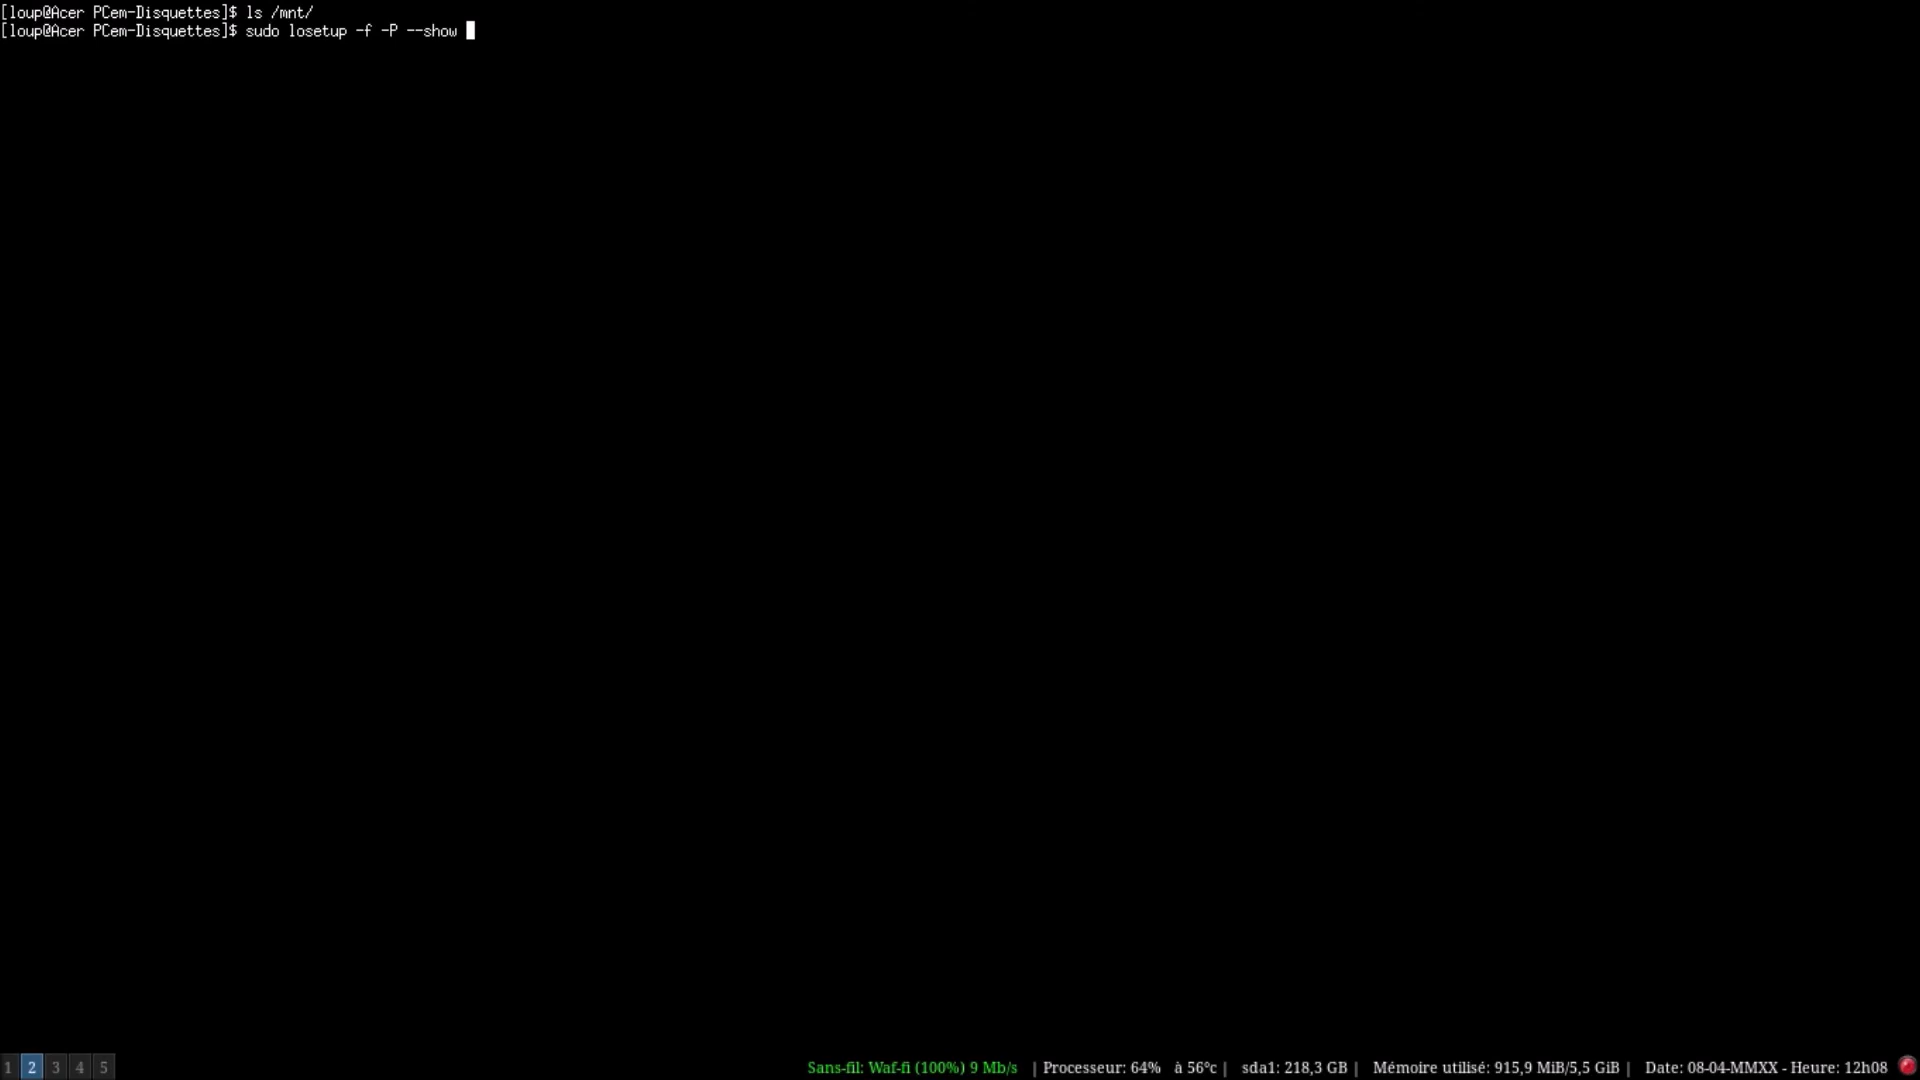 [loup@Acer PCem-Disquettes]$ ls /mnt/
[loup@Acer PCem-Disquettes]$ sudo losetup -f -P --show
1 2 3 4 5 Sans-fil: Waf-fi (100%) 9 Mb/s | Processeur: 64% à 56°c | sda1: 218,3 GB | Mémoire utilisé: 915,9 MiB/5,5 GiB | Date: 08-04-MMXX - Heure: 12h08